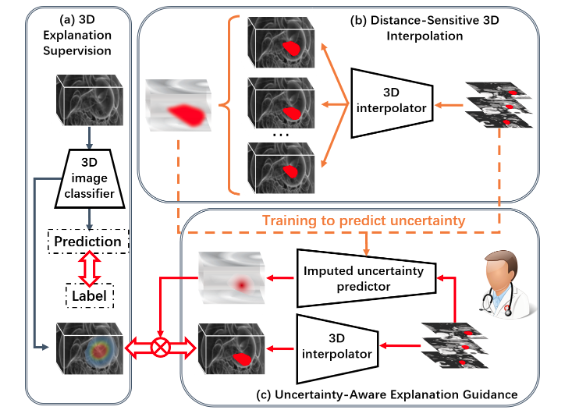 (a) 3D
Explanation
Supervision
3D
image
classifier
Prediction
Label
(b) Distance-Sensitive 3D
Interpolation
...
3D
interpolator
Training to predict uncertainty
Imputed uncertainty
predictor
3D
interpolator
(c) Uncertainty-Aware Explanation Guidance